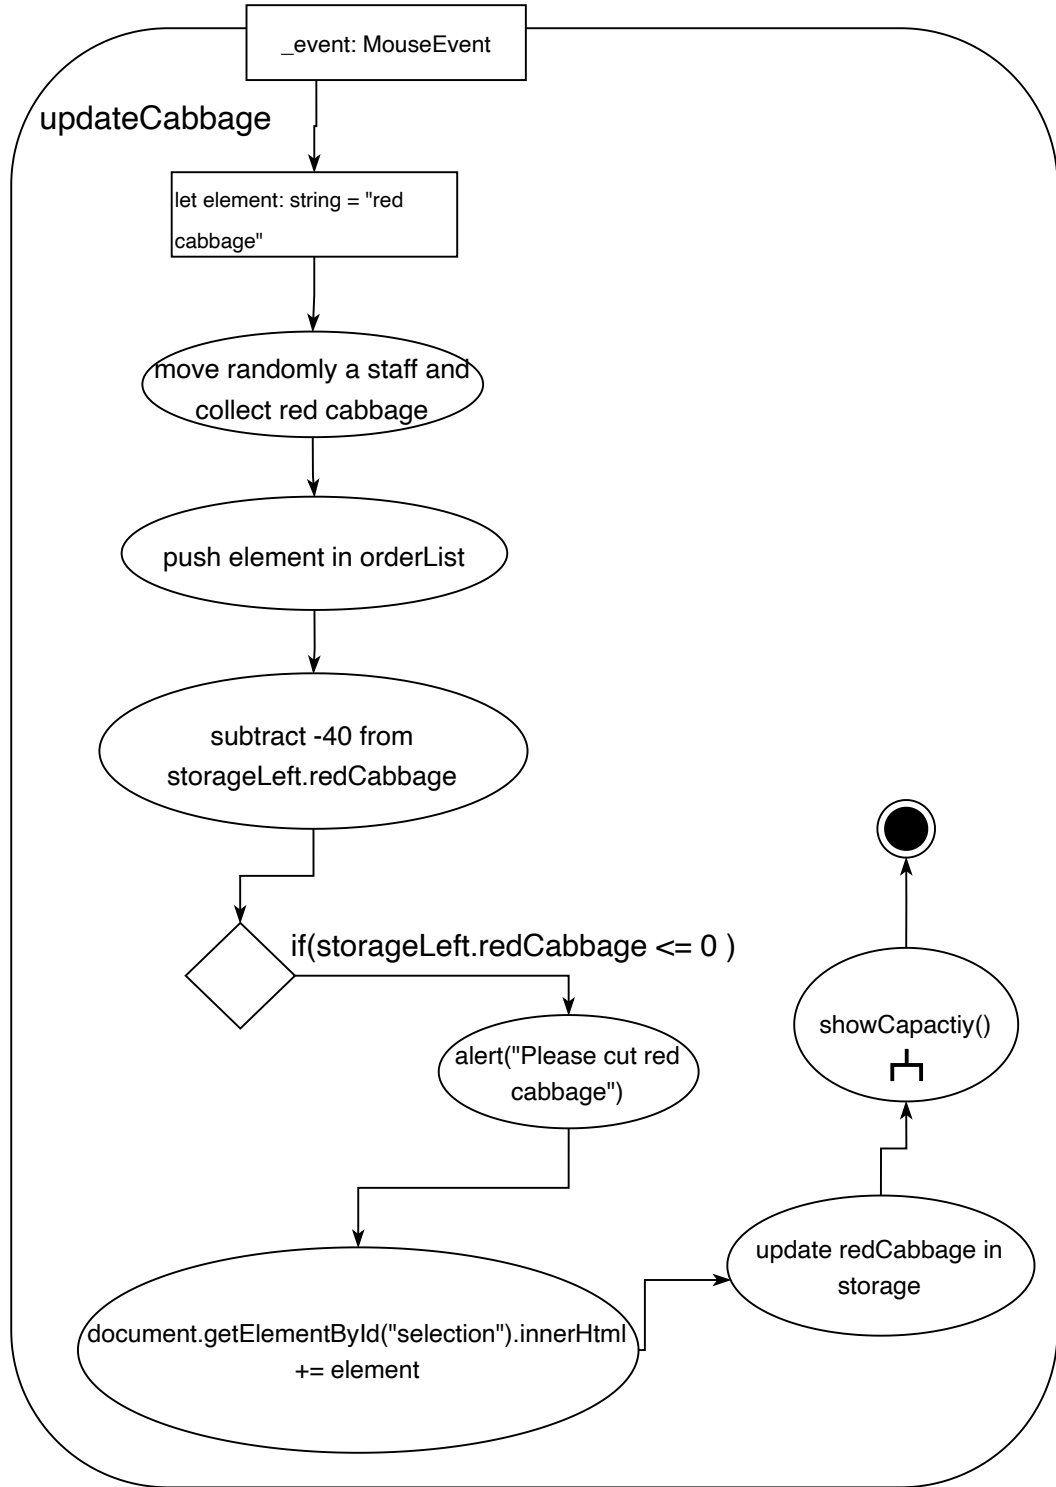 _event: MouseEvent
updateCabbage
let element: string = "red
cabbage"
move randomly a staff and
collect red cabbage
push element in orderList
subtract -40 from
storageLeft.redCabbage
if(storageLeft.redCabbage <= 0 )
alert("Please cut red
cabbage")
document.getElementById("selection").innerHtml
+= element
update redCabbage in
storage
showCapactiy()